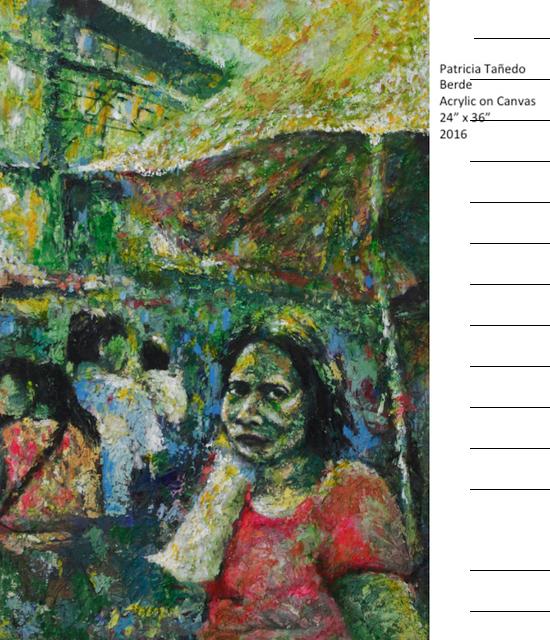 Patricia Tañedo
Berde
Acrylic on Canvas
24” x 36”
2016